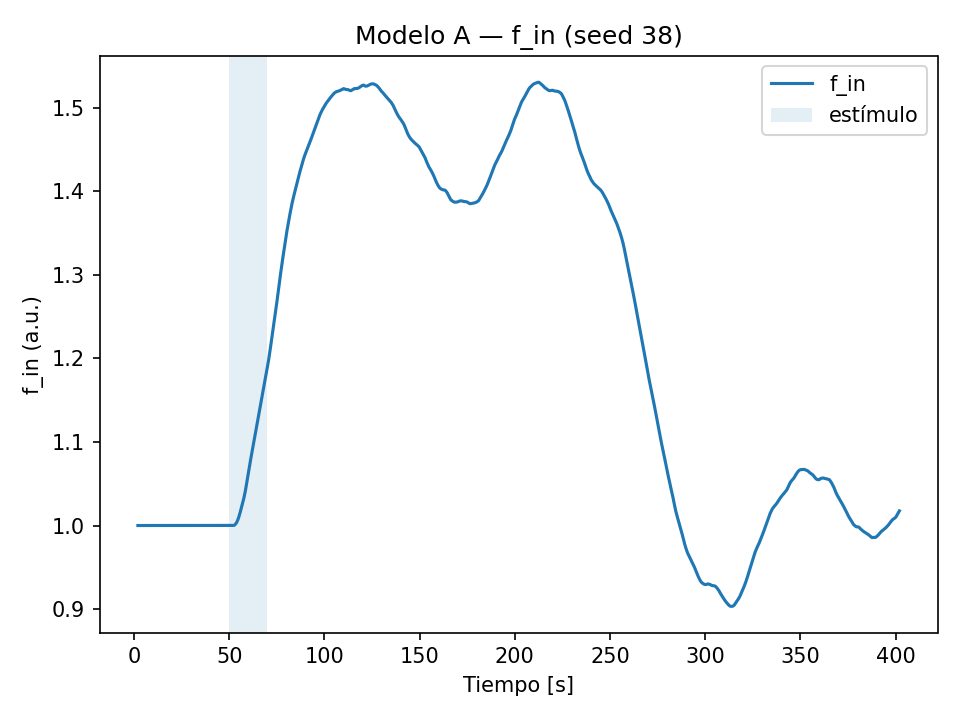 Modelo A — f_in (seed 38)
f_in
estímulo
f_in (a.u.)
1.5
1.4
1.3
1.2
1.1
1.0
0.9
0 50 100 150 200 250 300 350 400
Tiempo [s]